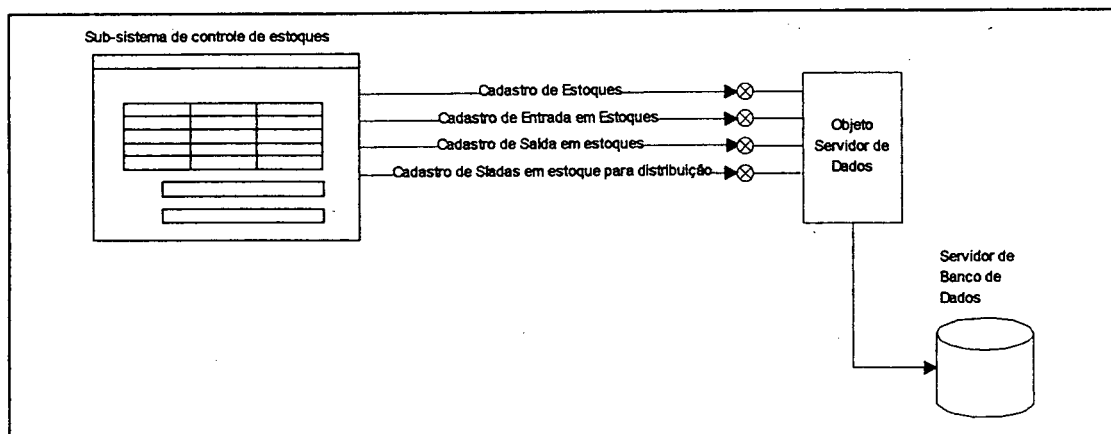 Sub-sistema de controle de estoques
Cadastro de Estoques
Cadastro de Entrada em Estoques
Cadastro de Saída em estoques
Cadastro de Síadas em estoque para distribuição
Objeto
Servidor de
Dados
Servidor de
Banco de
Dados